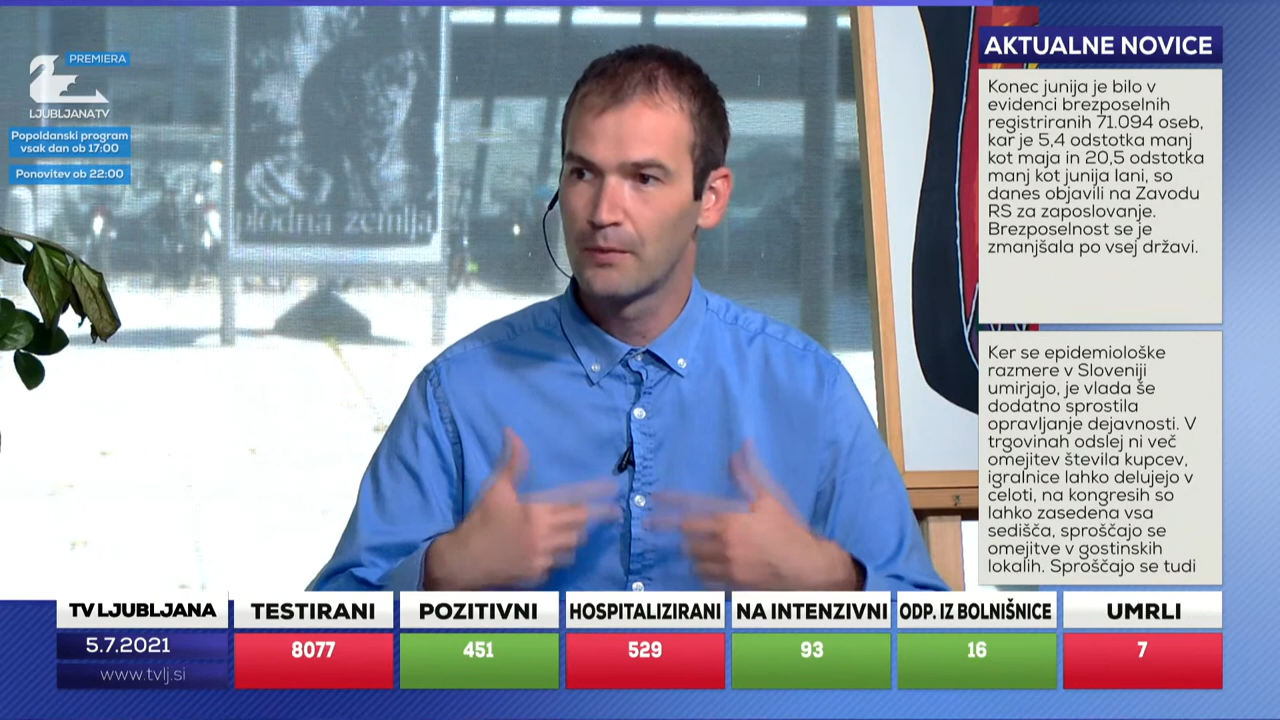 PREMIERA
LJUBLJANATV
Popoldanski program
vsak dan ob 17:00
Ponovitev ob 22:00
plodna zemlja
AKTUALNE NOVICE
Konec junija je bilo v
evidenci brezposelnih
registriranih 71.094 oseb,
kar je 5,4 odstotka manj
kot maja in 20,5 odstotka
manj kot junija lani, so
danes objavili na Zavodu
RS za zaposlovanje.
Brezposelnost se je
zmanjšala po vsej državi.
Ker se epidemiološke
razmere v Sloveniji
umirjajo, je vlada še
dodatno sprostila
opravljanje dejavnosti. V
trgovinah odslej ni več
omejitev števila kupcev,
igralnice lahko delujejo v
celoti, na kongresih so
lahko zasedena vsa
sedišča, sproščajo se
omejitve v gostinskih
lokalih. Sproščajo se tudi
TV LJUBLJANA
5.7.2021
www.tvlj.si
TESTIRANI
8077
POZITIVNI
451
HOSPITALIZIRANI
529
NA INTENZIVNI
93
ODP. IZ BOLNIŠNICE
16
UMRLI
7